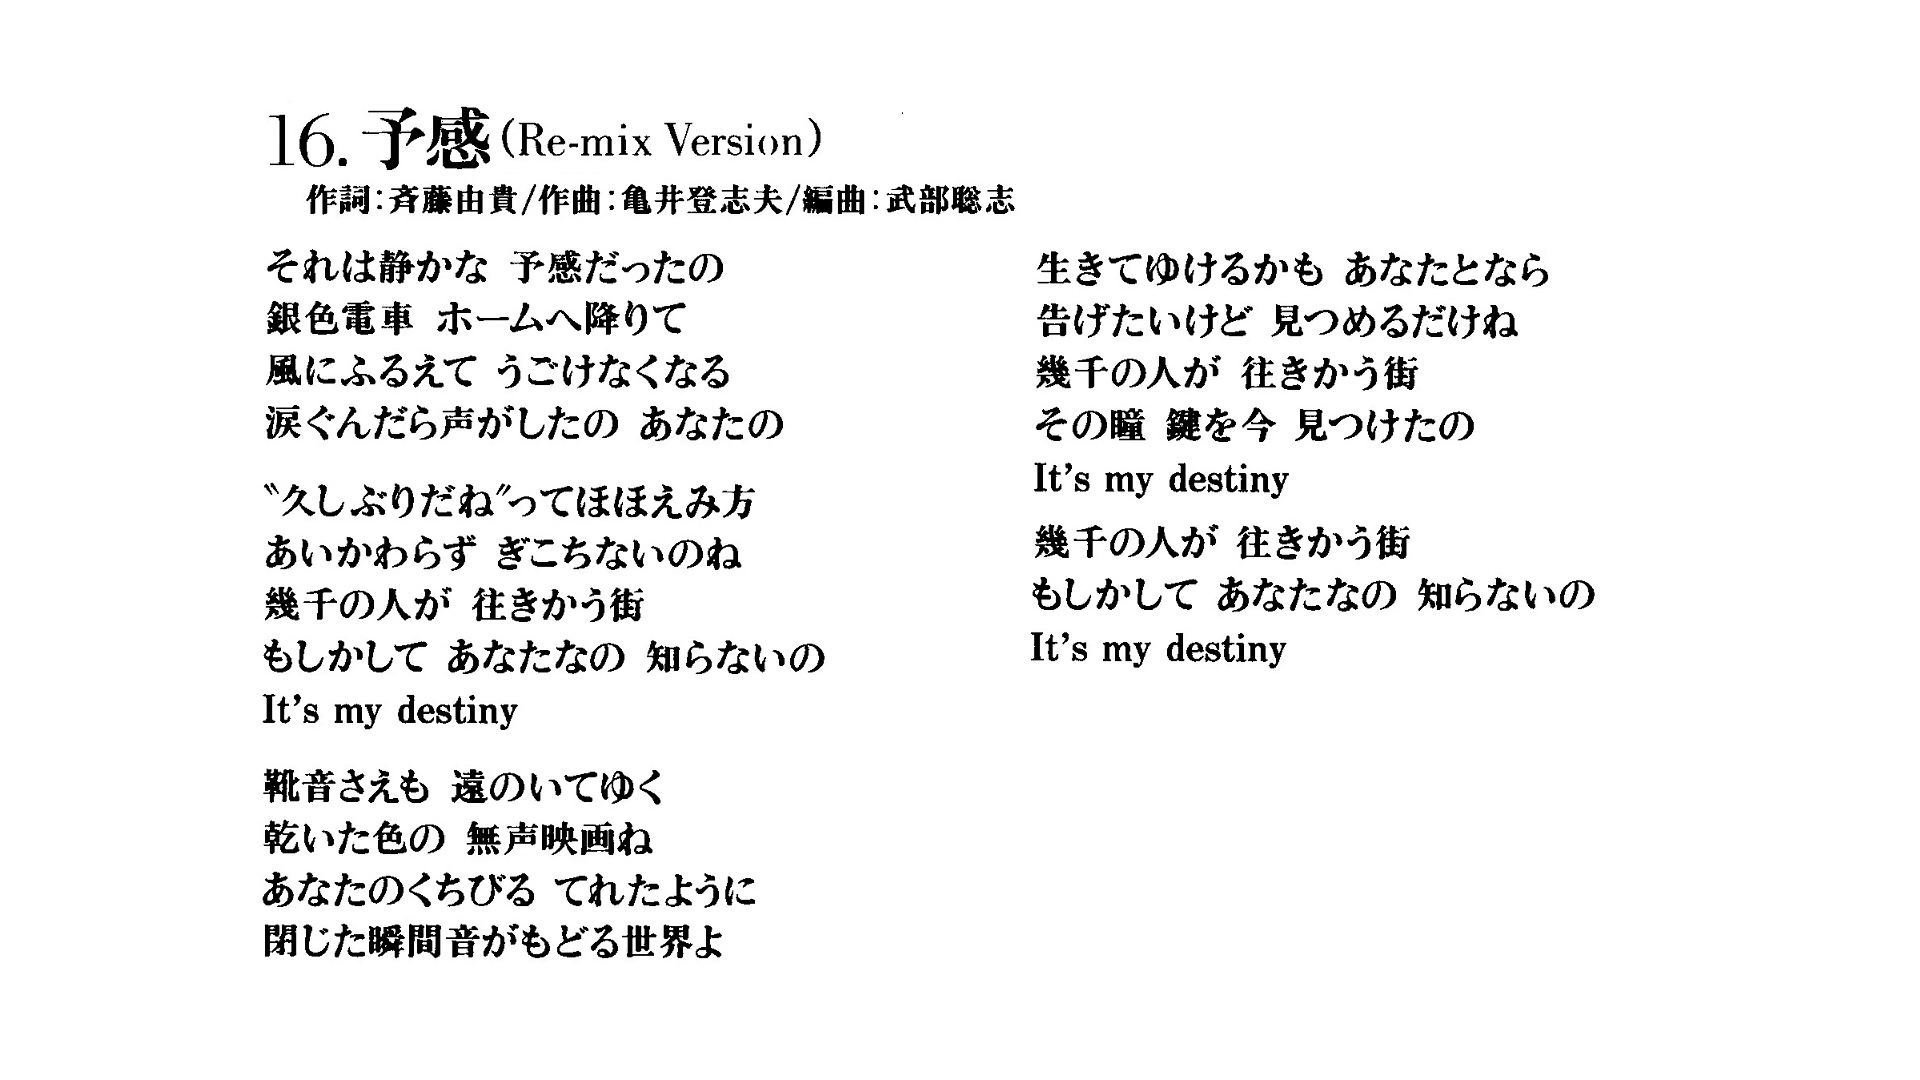 16. 予感 (Re-mix Version)
作詞:斉藤由貴/作曲:亀井登志夫/編曲:武部聡志
それは静かな 予感だったの
銀色電車 ホームへ降りて
風にふるえて うごけなくなる
涙ぐんだら声がしたの あなたの
〝久しぶりだね〞ってほほえみ方
あいかわらず ぎこちないのね
幾千の人が 往きかう街
もしかして あなたなの 知らないの
It's my destiny
靴音さえも 遠のいてゆく
乾いた色の 無声映画ね
あなたのくちびる てれたように
閉じた瞬間音がもどる世界よ
生きてゆけるかも あなたとなら
告げたいけど 見つめるだけね
幾千の人が 往きかう街
その瞳 鍵を今 見つけたの
It's my destiny
幾千の人が 往きかう街
もしかして あなたなの 知らないの
It's my destiny